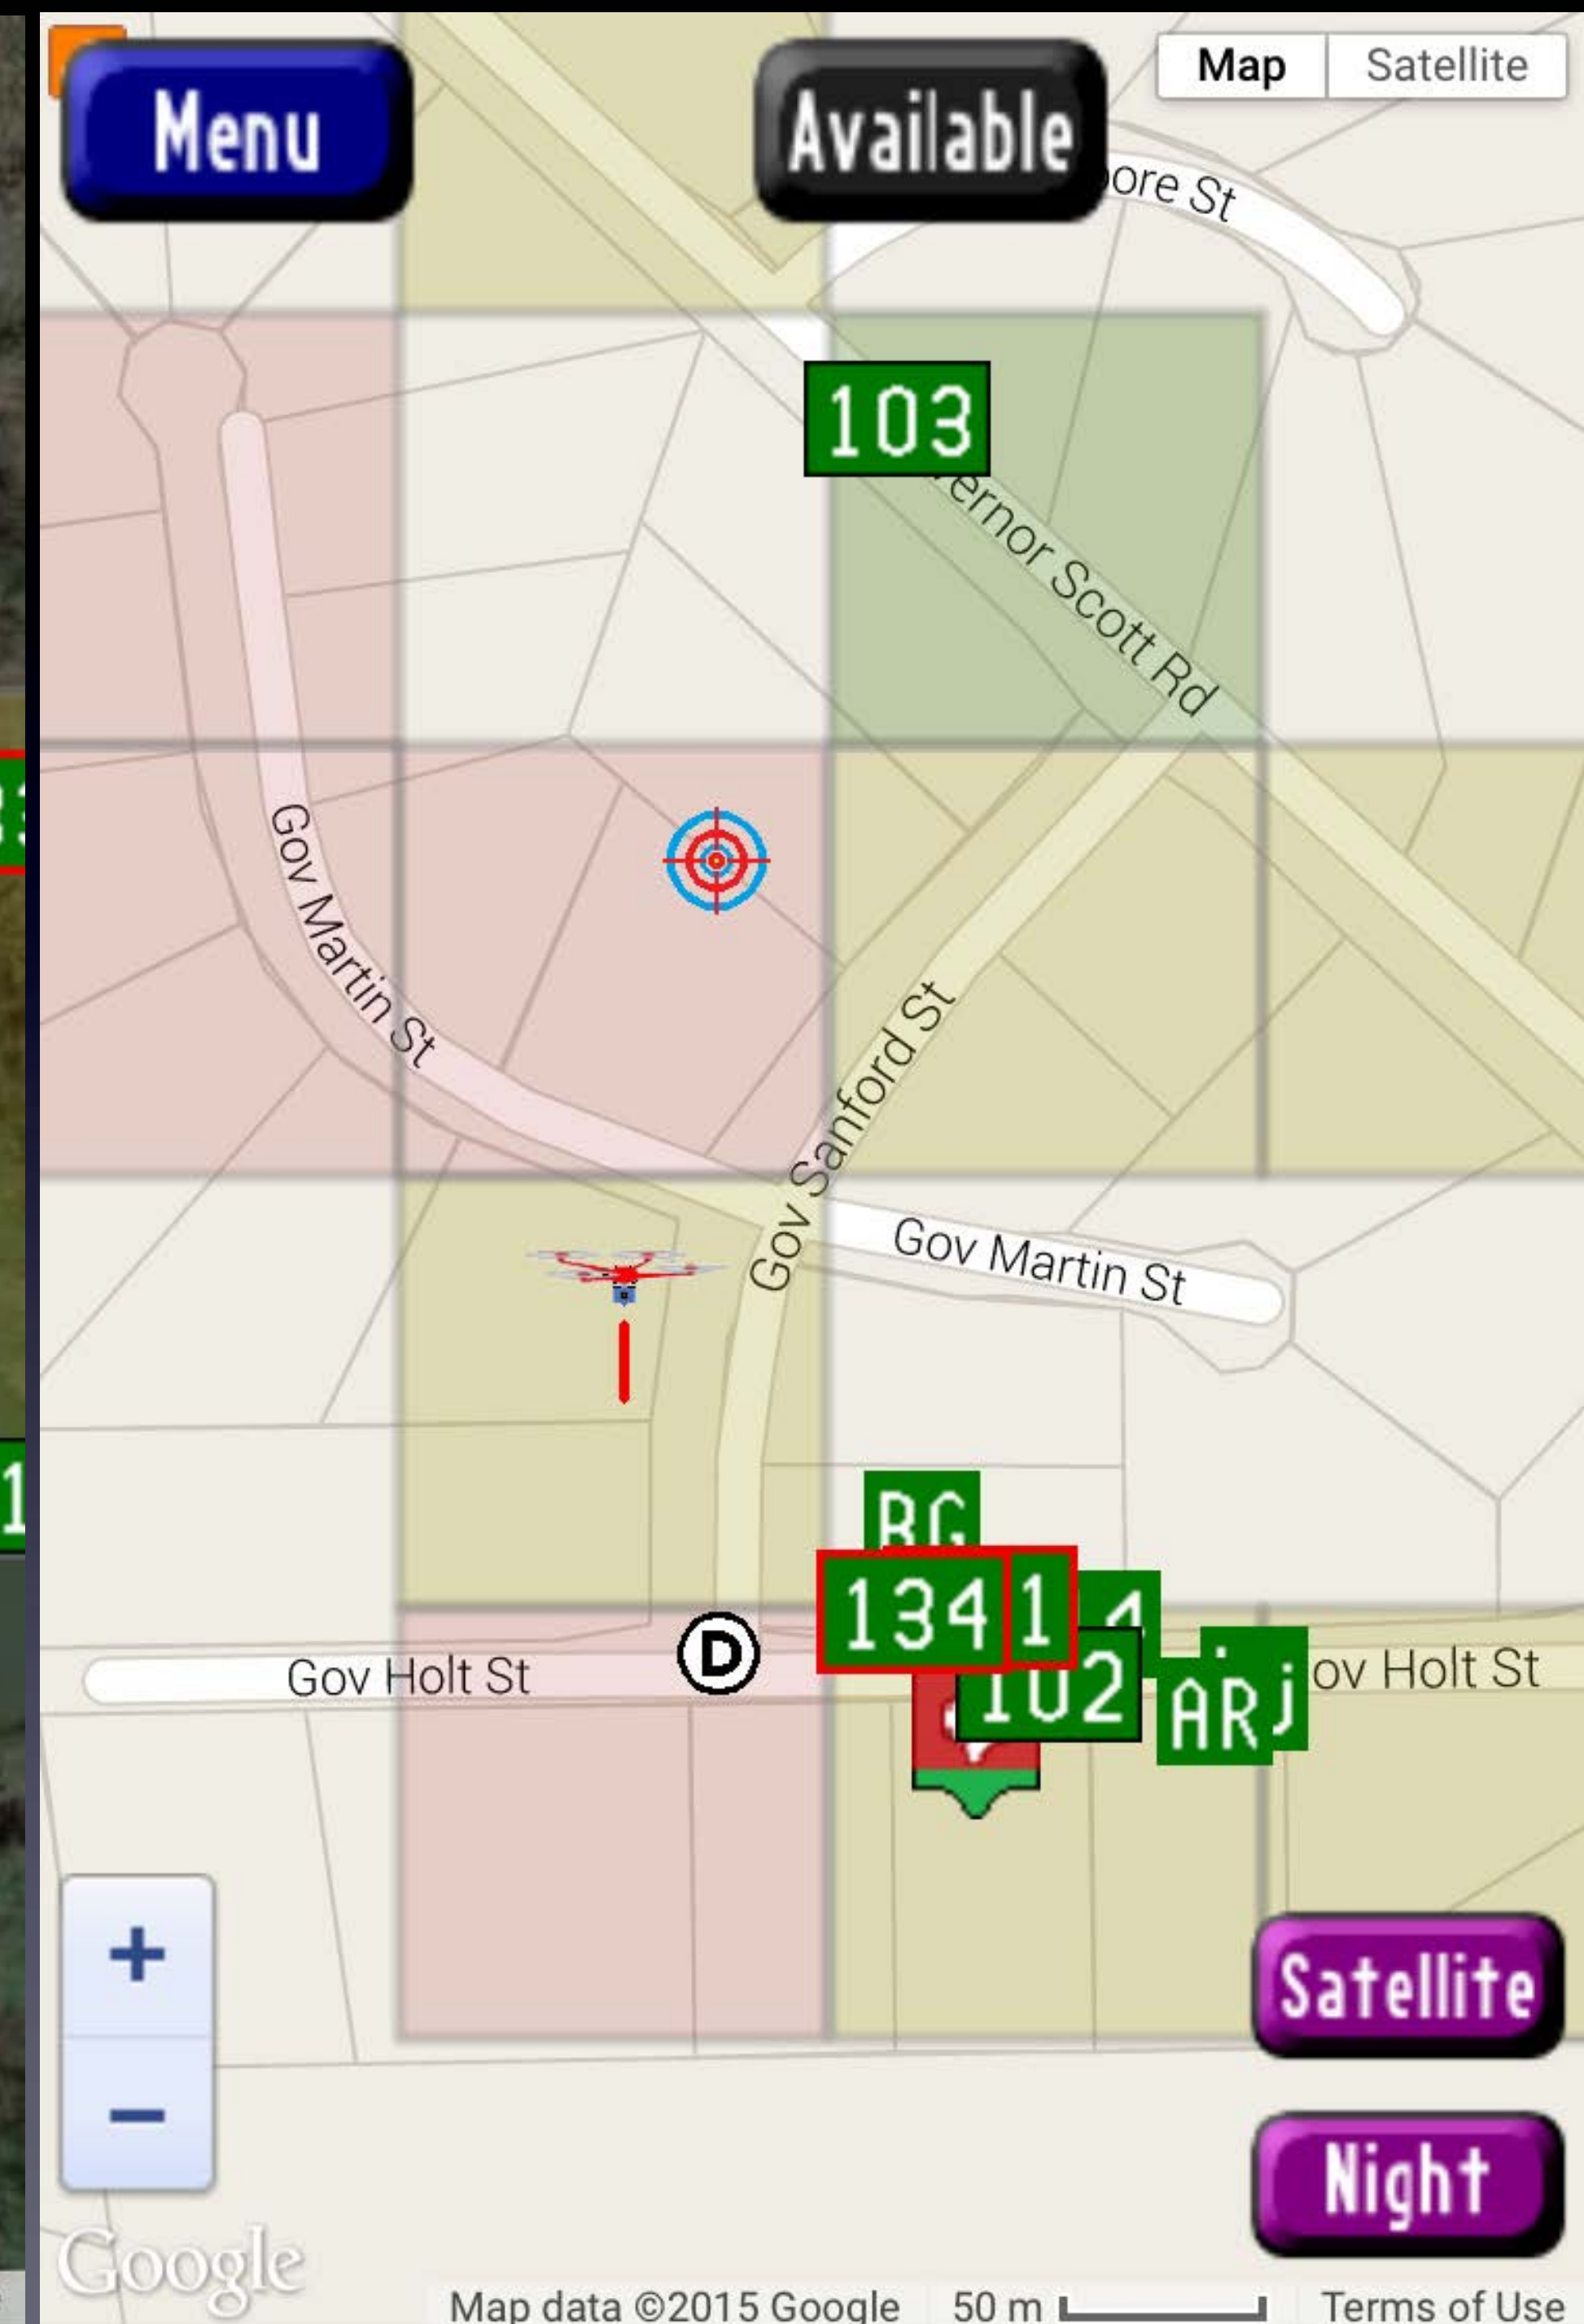 Menu
Available
Map
Satellite
ore St
103
ernor Scott Rd
Gov Martin St
Gov Sanford St
Gov Martin St
BG
134
1
4
102
D
Gov Holt St
AR
j
ov Holt St
+
Satellite
−
Night
Google
Map data ©2015 Google
50 m
Terms of Use